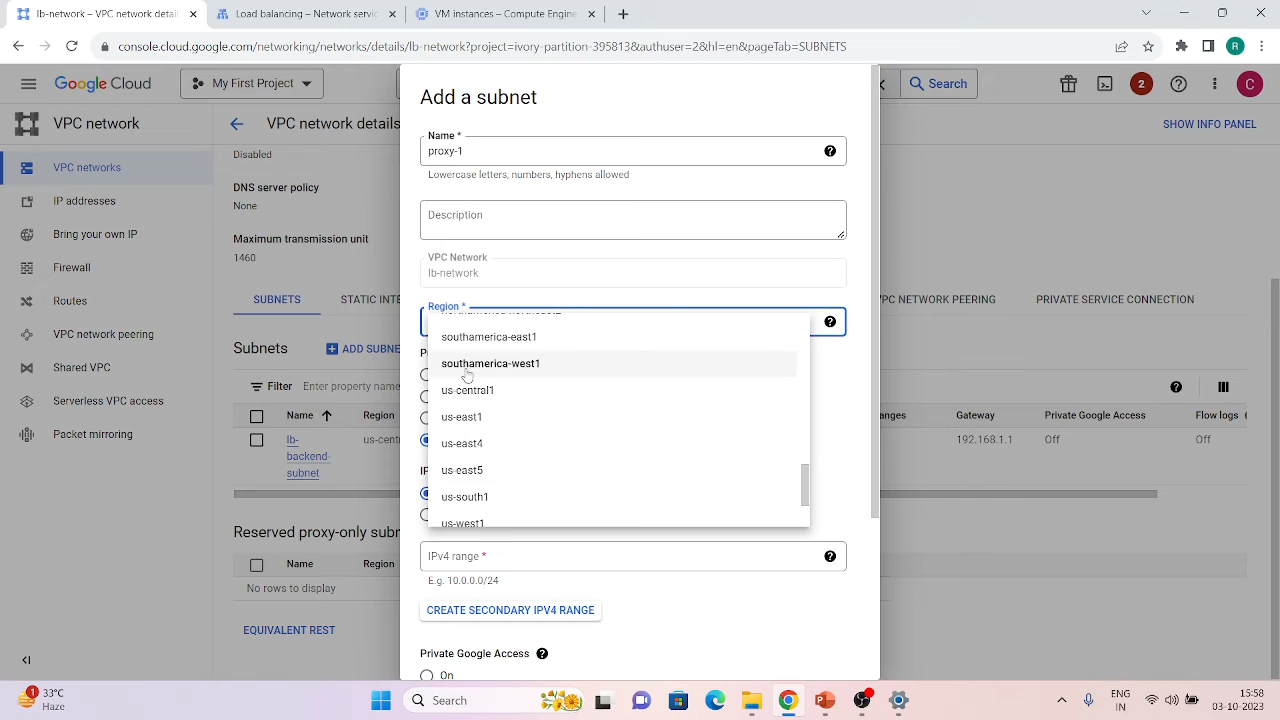 lb-network – VPC network detail
Load balancing – Network servic
VM instances – Compute Engine
console.cloud.google.com/networking/networks/details/lb-network?project=ivory-partition-395813&authuser=2&hl=en&pageTab=SUBNETS
R
Google Cloud
My First Project
Search
2
C
VPC network
VPC network details
SHOW INFO PANEL
VPC networks
IP addresses
Bring your own IP
Firewall
Routes
VPC network peering
Shared VPC
Serverless VPC access
Packet mirroring
Disabled
DNS server policy
None
Maximum transmission unit
1460
SUBNETS
STATIC INTE
VPC NETWORK PEERING
PRIVATE SERVICE CONNECTION
Subnets
ADD SUBNE
Filter
Enter property name
Name
Region
anges
Gateway
Private Google Access
Flow logs
lb-
backend-
subnet
us-centr
192.168.1.1
Off
Off
Reserved proxy-only subn
Name
Region
No rows to display
EQUIVALENT REST
Add a subnet
Name *
proxy-1
Lowercase letters, numbers, hyphens allowed
Description
VPC Network
lb-network
Region *
southamerica-east1
southamerica-west1
us-central1
us-east1
us-east4
us-east5
us-south1
us-west1
IPv4 range *
E.g. 10.0.0.0/24
CREATE SECONDARY IPV4 RANGE
Private Google Access
On
1
33°C
Haze
Search
ENG
IN
15:58
03-10-2023